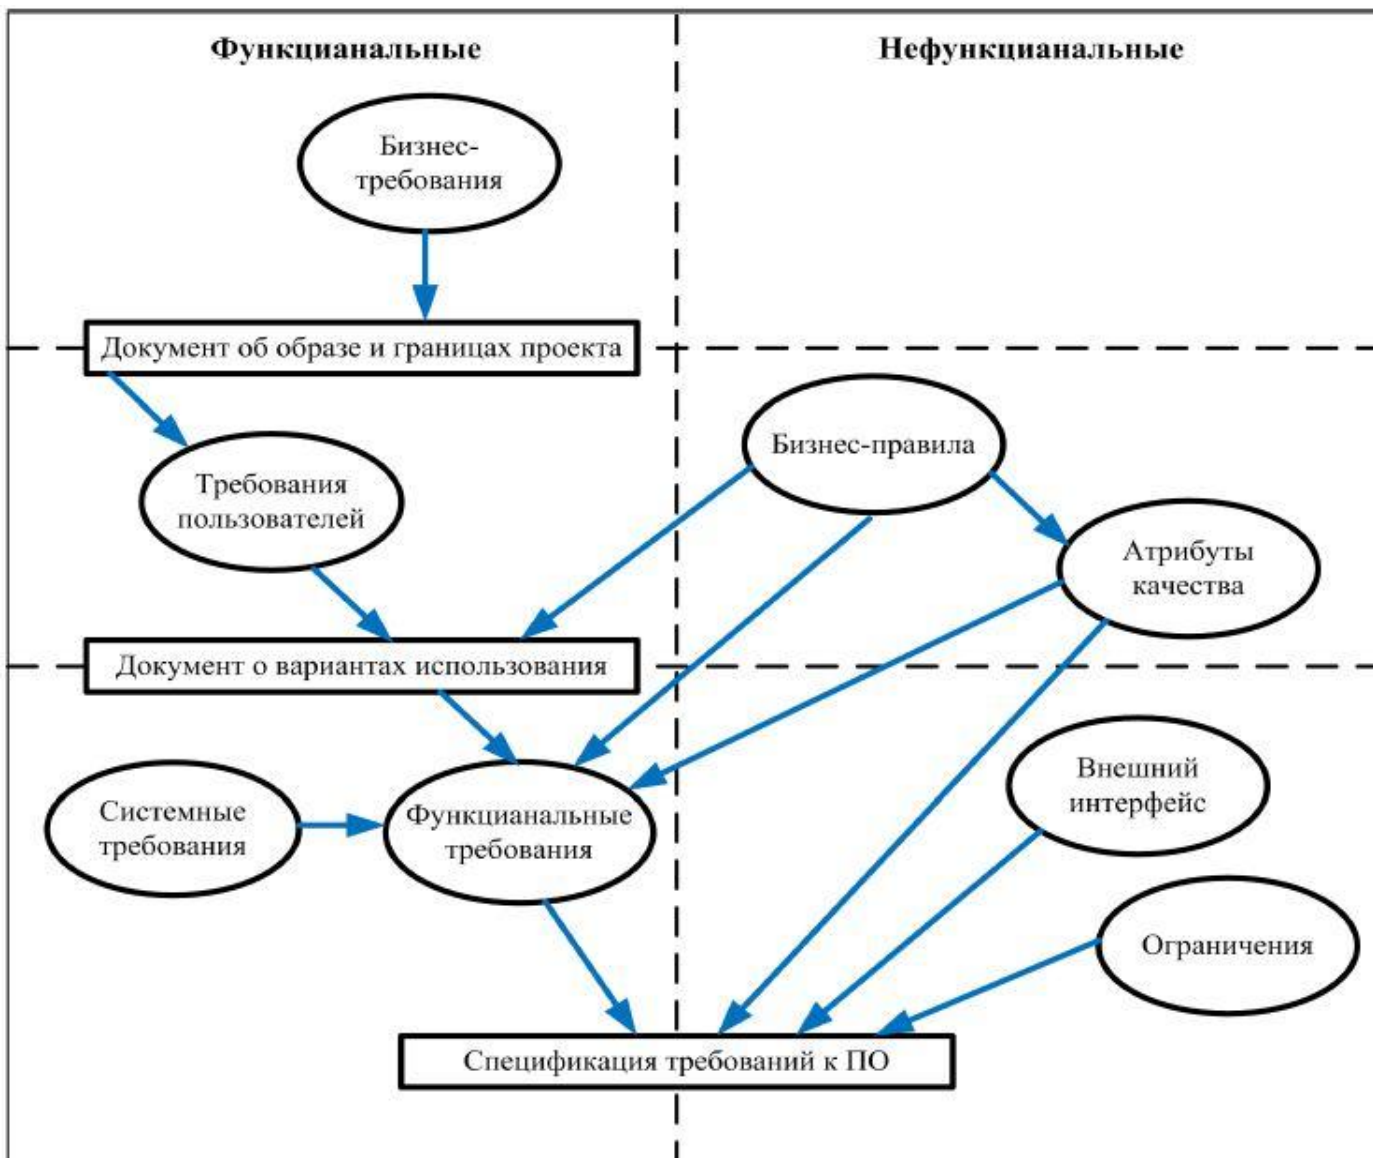 Функцианальные
Нефункцианальные
Бизнес-
требования
Документ об образе и границах проекта
Бизнес-правила
Требования
пользователей
Атрибуты
качества
Документ о вариантах использования
Внешний
интерфейс
Системные
требования
Функцианальные
требования
Ограничения
Спецификация требований к ПО